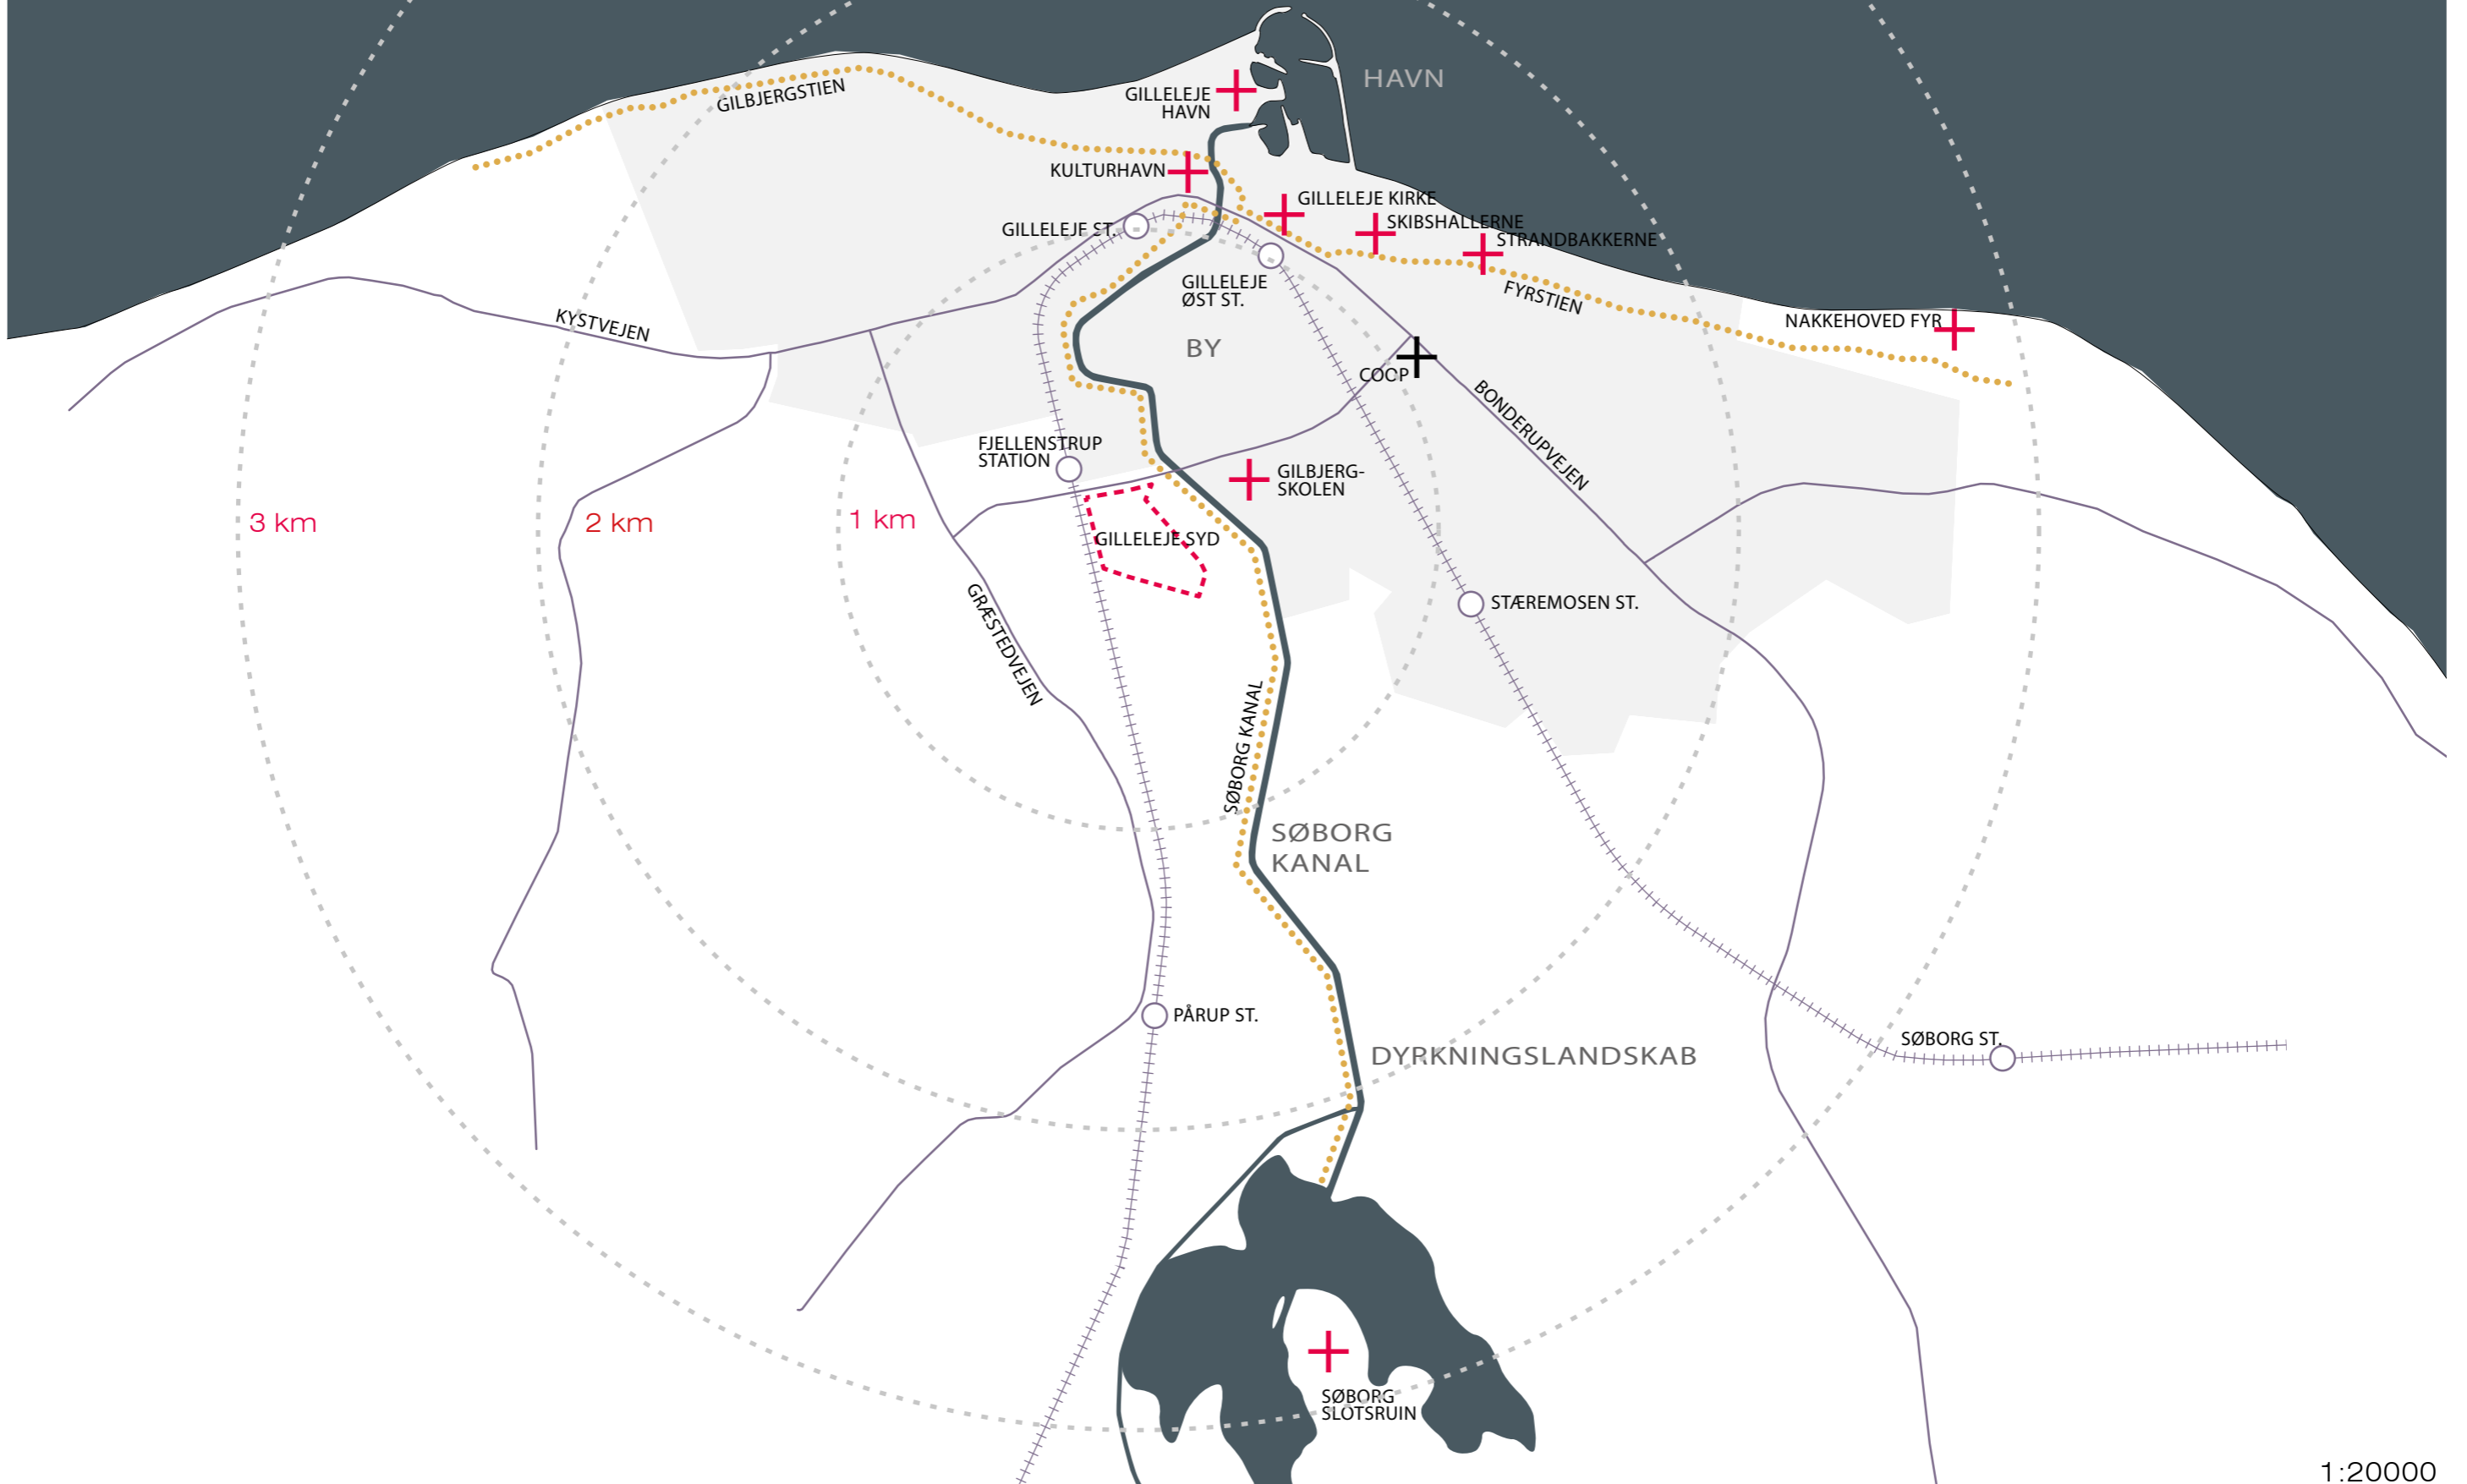 HAVN
GILBJERGSTIEN
GILLELEJE
HAVN
KULTURHAVN
GILLELEJE KIRKE
SKIBSHALLERNE
GILLELEJE ST.
STRANDBAKKERNE
GILLELEJE
ØST ST.
FYRSTIEN
NAKKEHOVED FYR
KYSTVEJEN
BY
COOP
BONDERUPVEJEN
FJELLENSTRUP
STATION
GILBJERG-
SKOLEN
3 km
2 km
1 km
GILLELEJE SYD
STÆREMOSEN ST.
GRÆSTEDVEJEN
SØBORG KANAL
SØBORG
KANAL
PÅRUP ST.
SØBORG ST.
DYRKNINGSLANDSKAB
SØBORG
SLOTSRUIN
1:20000